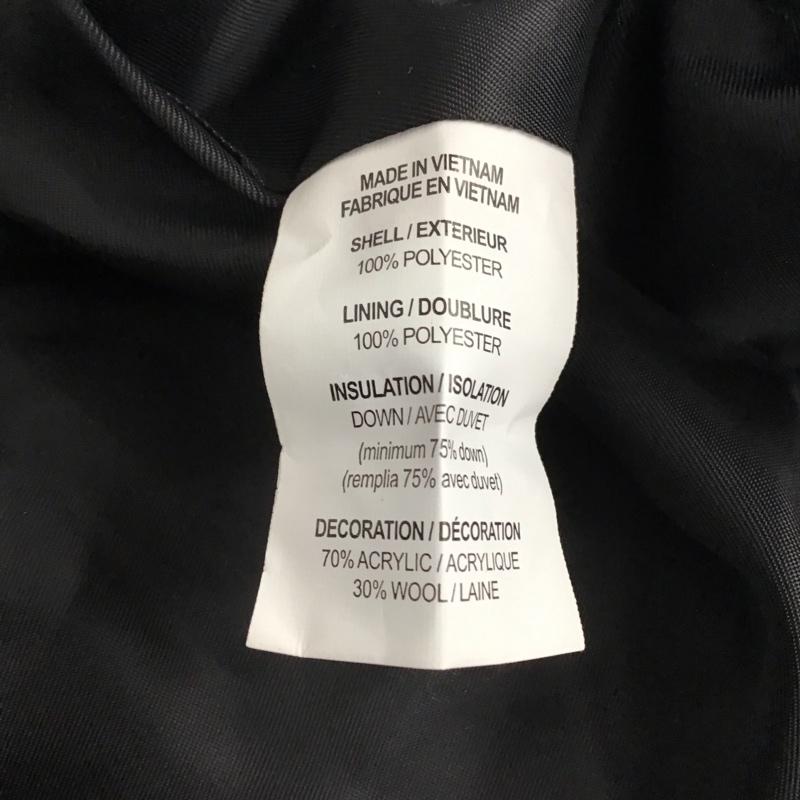 MADE IN VIETNAM
FABRIQUE EN VIETNAM
SHELL / EXTERIEUR
100% POLYESTER
LINING / DOUBLURE
100% POLYESTER
INSULATION / ISOLATION
DOWN / AVEC DUVET
(minimum 75% down)
(remplia 75% avec duvet)
DECORATION / DÉCORATION
70% ACRYLIC / ACRYLIQUE
30% WOOL / LAINE